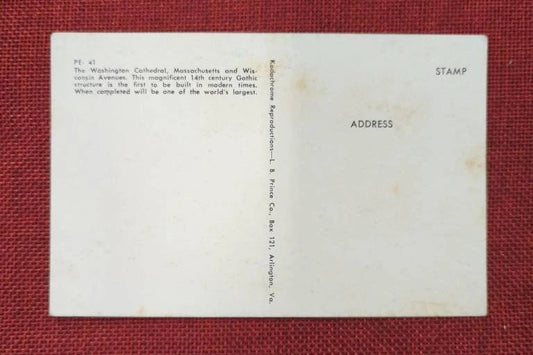 PE- 41
The Washington Cathedral, Massachusetts and Wis-
consin Avenues. This magnificent 14th century Gothic
structure is the first to be built in modern times.
When completed will be one of the world's largest.
Kodachrome Reproductions—L. B. Prince Co., Box 121, Arlington, Va.
STAMP
ADDRESS